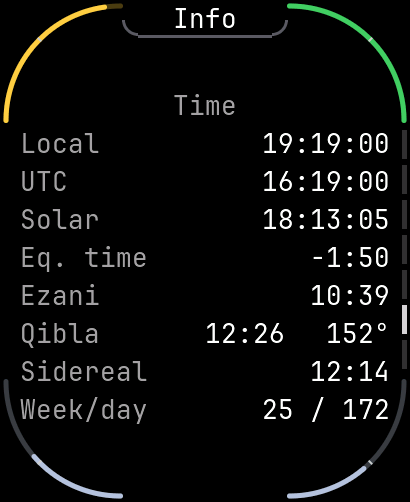 Info
Time
Local 19:19:00
UTC 16:19:00
Solar 18:13:05
Eq. time -1:50
Ezani 10:39
Qibla 12:26 152°
Sidereal 12:14
Week/day 25 / 172